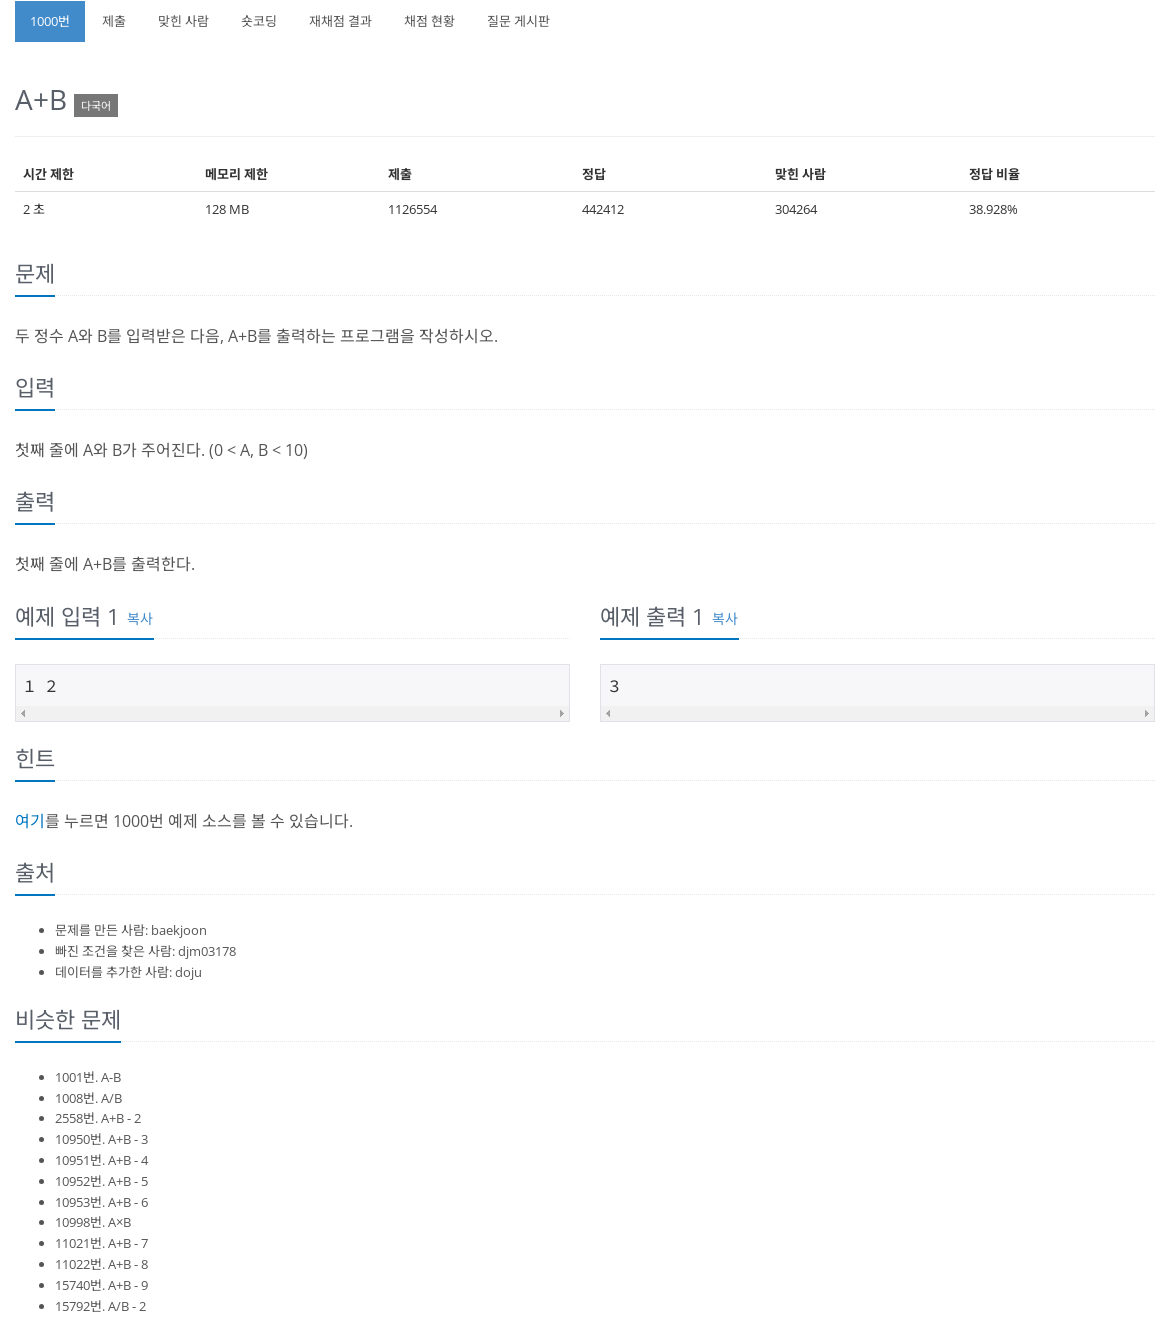 1000번 제출 맞힌 사람 숏코딩 재채점 결과 채점 현황 질문 게시판
A+B 다국어
시간 제한 메모리 제한 제출 정답 맞힌 사람 정답 비율
2 초 128 MB 1126554 442412 304264 38.928%
문제
두 정수 A와 B를 입력받은 다음, A+B를 출력하는 프로그램을 작성하시오.
입력
첫째 줄에 A와 B가 주어진다. (0 < A, B < 10)
출력
첫째 줄에 A+B를 출력한다.
예제 입력 1 복사
1 2
예제 출력 1 복사
3
힌트
여기를 누르면 1000번 예제 소스를 볼 수 있습니다.
출처
문제를 만든 사람: baekjoon
빠진 조건을 찾은 사람: djm03178
데이터를 추가한 사람: doju
비슷한 문제
1001번. A-B
1008번. A/B
2558번. A+B - 2
10950번. A+B - 3
10951번. A+B - 4
10952번. A+B - 5
10953번. A+B - 6
10998번. A×B
11021번. A+B - 7
11022번. A+B - 8
15740번. A+B - 9
15792번. A/B - 2